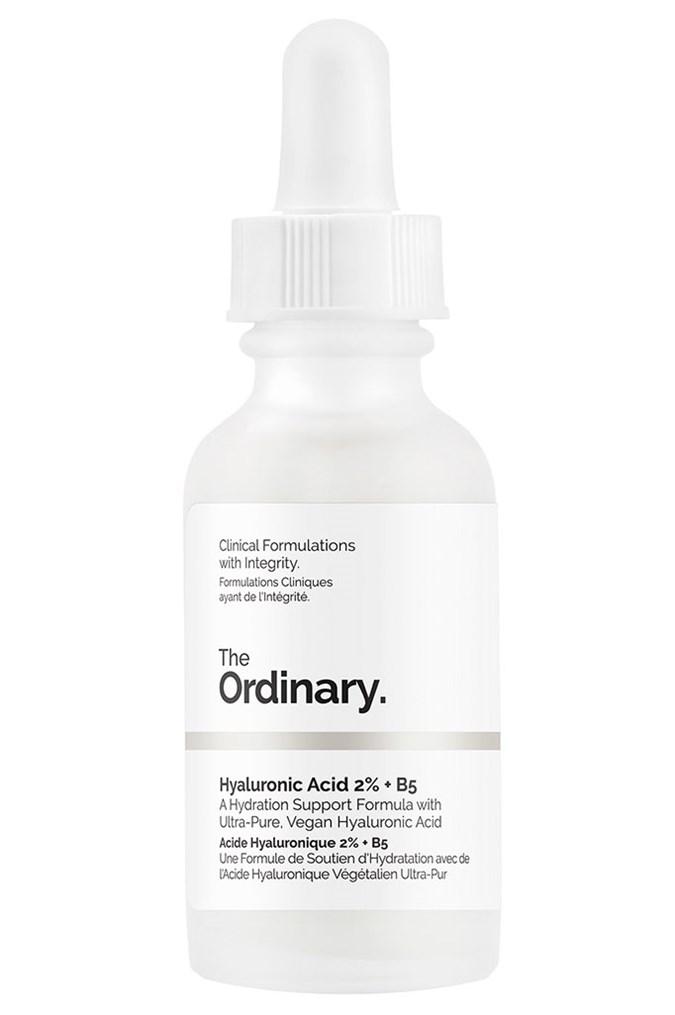 Clinical Formulations
with Integrity.
Formulations Cliniques
ayant de l'Intégrité.
The
Ordinary.
Hyaluronic Acid 2% + B5
A Hydration Support Formula with
Ultra-Pure, Vegan Hyaluronic Acid
Acide Hyaluronique 2% + B5
Une Formule de Soutien d'Hydratation avec de
l'Acide Hyaluronique Végétalien Ultra-Pur